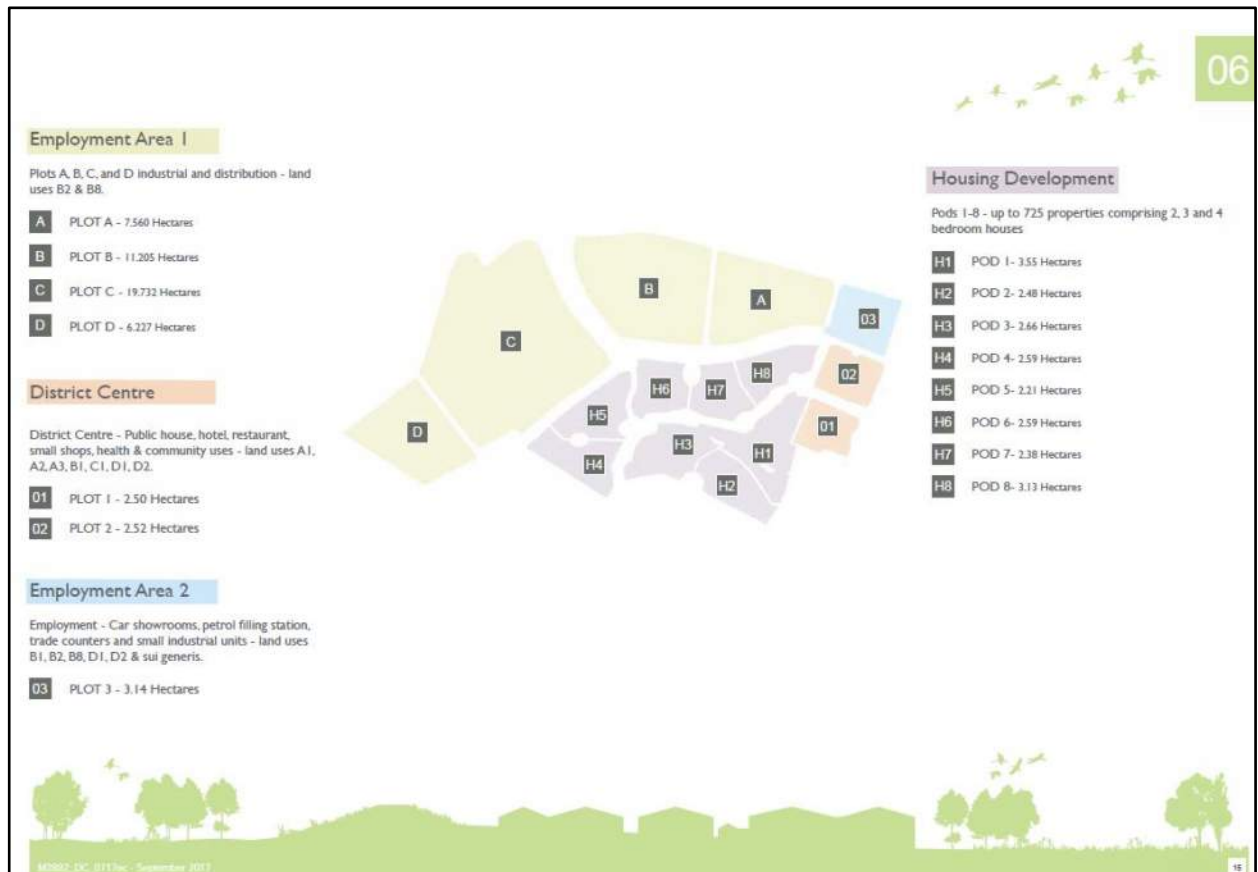 06
Employment Area 1
Plots A, B, C, and D industrial and distribution - land
uses B2 & B8.
A PLOT A - 7.560 Hectares
B PLOT B - 11.205 Hectares
C PLOT C - 19.732 Hectares
D PLOT D - 6.227 Hectares
District Centre
District Centre - Public house, hotel, restaurant,
small shops, health & community uses - land uses A1,
A2, A3, B1, C1, D1, D2.
01 PLOT 1 - 2.50 Hectares
02 PLOT 2 - 2.52 Hectares
Employment Area 2
Employment - Car showrooms, petrol filling station,
trade counters and small industrial units - land uses
B1, B2, B8, D1, D2 & sui generis.
03 PLOT 3 - 3.14 Hectares
B
A
03
C
H8
02
H6
H7
H5
01
D
H3
H1
H4
H2
Housing Development
Pods 1-8 - up to 725 properties comprising 2, 3 and 4
bedroom houses
H1 POD 1- 3.55 Hectares
H2 POD 2- 2.48 Hectares
H3 POD 3- 2.66 Hectares
H4 POD 4- 2.59 Hectares
H5 POD 5- 2.21 Hectares
H6 POD 6- 2.59 Hectares
H7 POD 7- 2.38 Hectares
H8 POD 8- 3.13 Hectares
September
15